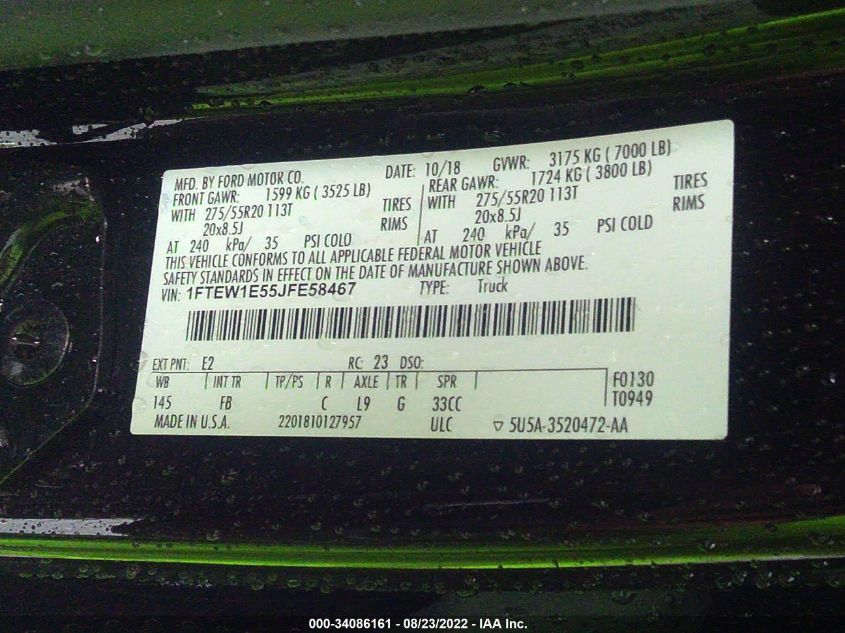 MFD. BY FORD MOTOR CO. DATE: 10/18 GVWR: 3175 KG ( 7000 LB)
FRONT GAWR: 1599 KG ( 3525 LB) REAR GAWR: 1724 KG ( 3800 LB)
WITH 275/55R20 113T TIRES WITH 275/55R20 113T TIRES
20x8.5J RIMS 20x8.5J RIMS
AT 240 kPa/ 35 PSI COLD AT 240 kPa/ 35 PSI COLD
THIS VEHICLE CONFORMS TO ALL APPLICABLE FEDERAL MOTOR VEHICLE
SAFETY STANDARDS IN EFFECT ON THE DATE OF MANUFACTURE SHOWN ABOVE.
VIN: 1FTEW1E55JFE58467 TYPE: Truck
EXT PNT: E2 RC: 23 DSO:
WB INT TR TP/PS R AXLE TR SPR F0130
145 FB C L9 G 33CC T0949
MADE IN U.S.A. 2201810127957 ULC ▽ 5U5A-3520472-AA
000-34086161 - 08/23/2022 - IAA Inc.